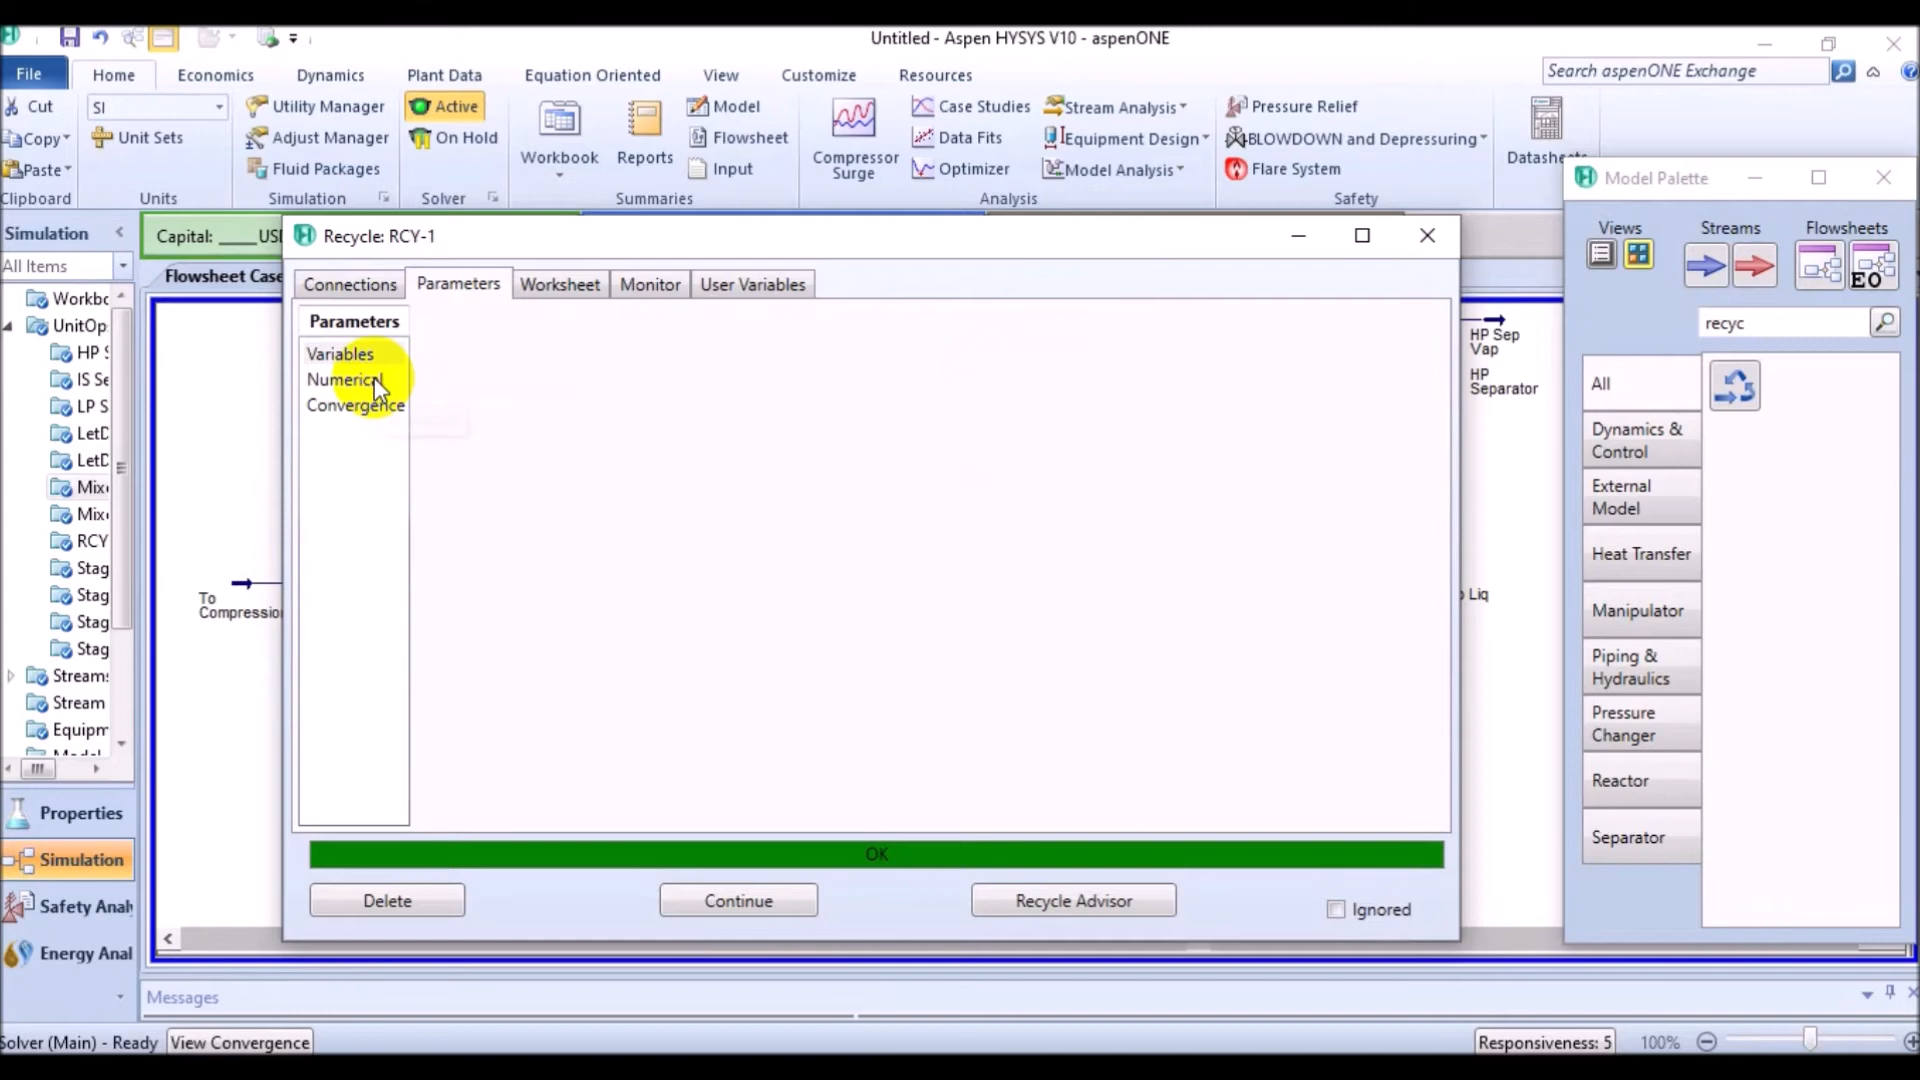 Untitled - Aspen HYSYS V10 - aspenONE
File
Home
Economics
Dynamics
Plant Data
Equation Oriented
View
Customize
Resources
Search aspenONE Exchange
Cut
Copy
Paste
Clipboard
SI
Unit Sets
Units
Utility Manager
Adjust Manager
Fluid Packages
Simulation
Active
On Hold
Solver
Workbook
Reports
Model
Flowsheet
Input
Summaries
Compressor
Surge
Case Studies
Data Fits
Optimizer
Stream Analysis
Equipment Design
Model Analysis
Analysis
Pressure Relief
BLOWDOWN and Depressuring
Flare System
Safety
Simulation
All Items
Workbo
UnitOp
HP S
IS Se
LP S
LetD
LetD
Mix
Mix
RCY
Stag
Stag
Stag
Stag
Stream
Stream
Equipm
Properties
Simulation
Safety Anal
Energy Anal
Capital: ____US
Flowsheet Case
To
Compressio
Recycle: RCY-1
Connections
Parameters
Worksheet
Monitor
User Variables
Parameters
Variables
Numerical
Convergence
OK
Delete
Continue
Recycle Advisor
Ignored
HP Sep
Vap
HP
Separator
Liq
Model Palette
Views
Streams
Flowsheets
EO
recyc
All
Dynamics &
Control
External
Model
Heat Transfer
Manipulator
Piping &
Hydraulics
Pressure
Changer
Reactor
Separator
Messages
Solver (Main) - Ready
View Convergence
Responsiveness: 5
100%